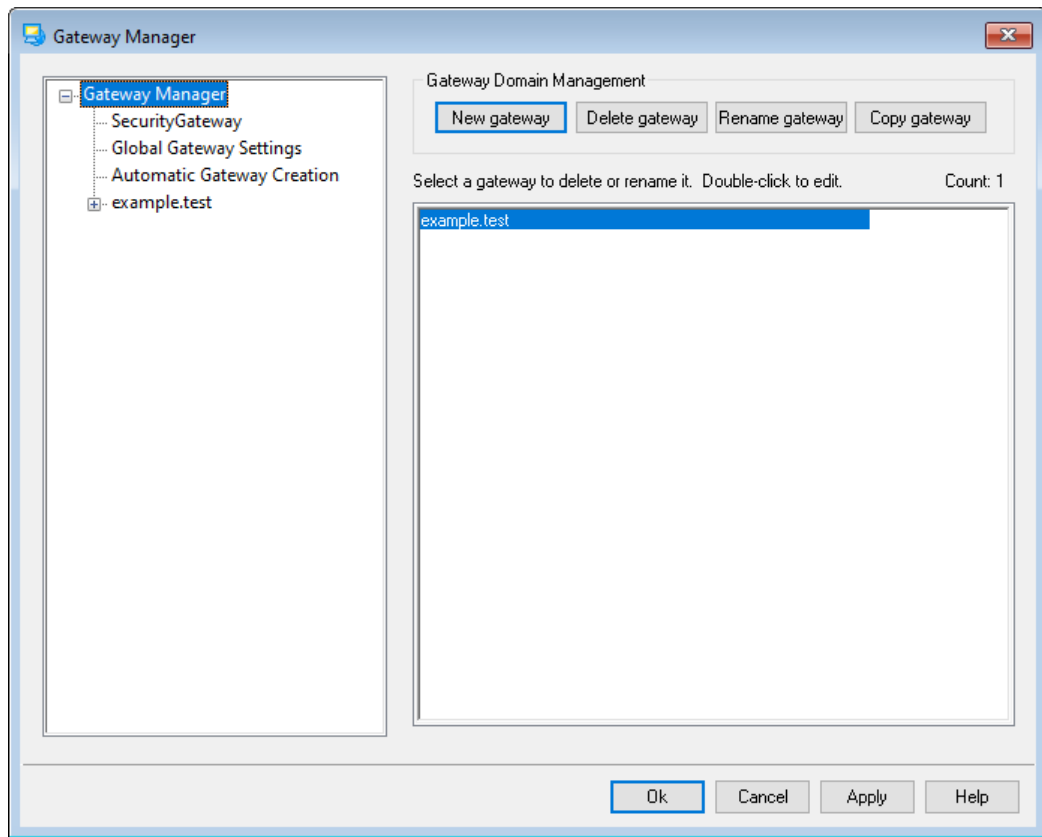 Gateway Manager
Gateway Manager
SecurityGateway
Global Gateway Settings
Automatic Gateway Creation
example.test
Gateway Domain Management
New gateway Delete gateway Rename gateway Copy gateway
Select a gateway to delete or rename it. Double-click to edit. Count: 1
example.test
Ok Cancel Apply Help